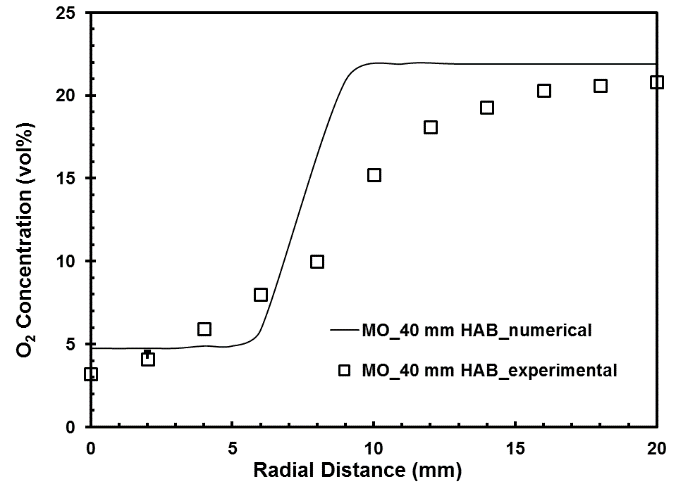 25
20
15
10
5
0
O2 Concentration (vol%)
MO_40 mm HAB_numerical
MO_40 mm HAB_experimental
0 5 10 15 20
Radial Distance (mm)